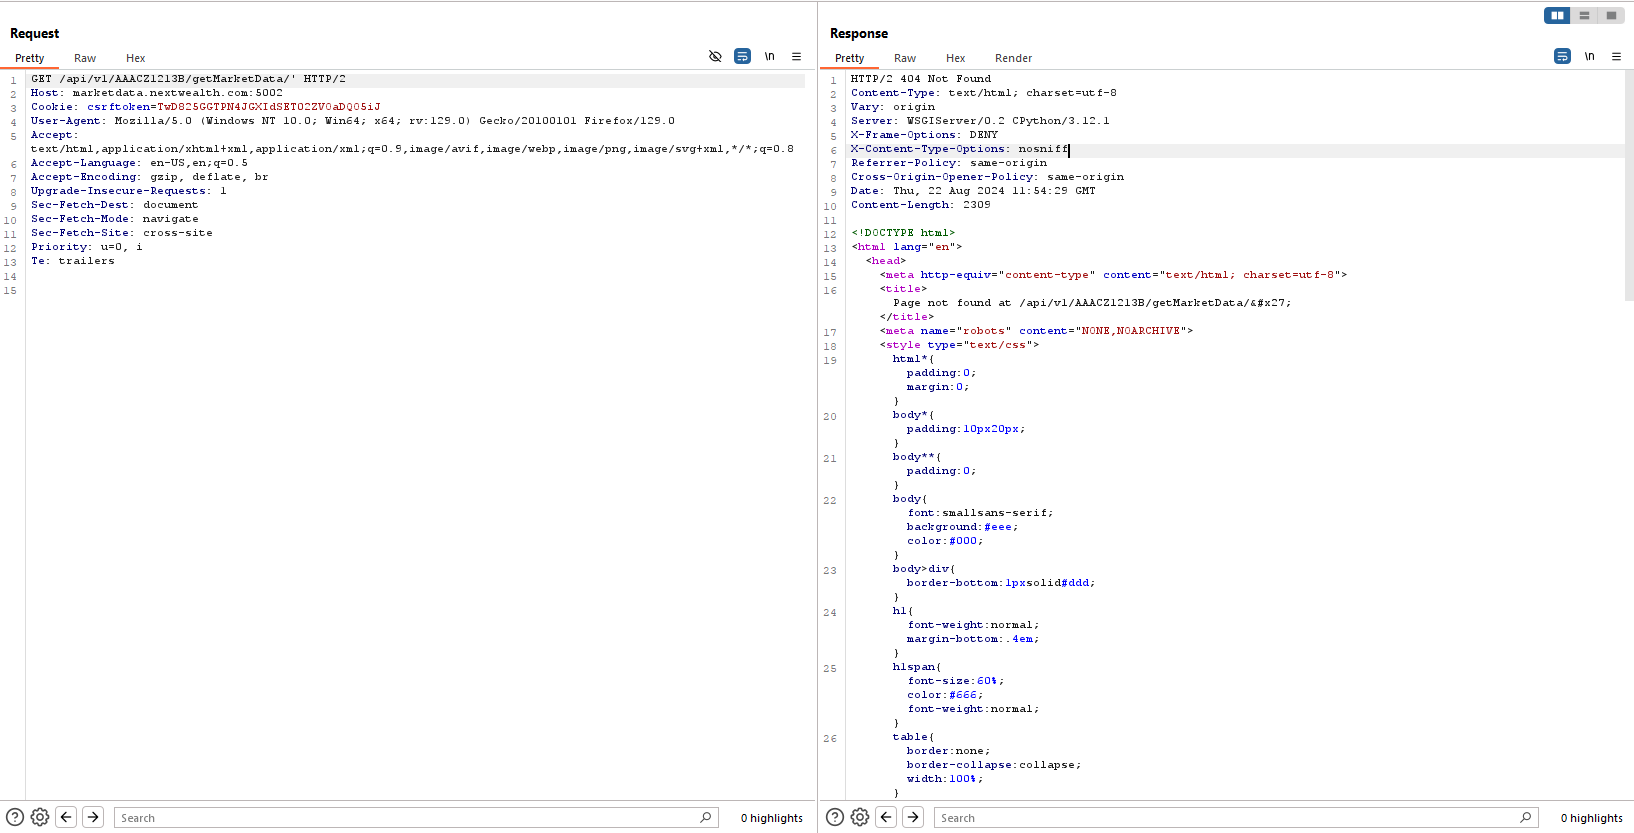 Request
Pretty Raw Hex \n
1 GET /api/v1/AAACZ1213B/getMarketData/' HTTP/2
2 Host: marketdata.nextwealth.com:5002
3 Cookie: csrftoken=TwD825GGTPN4JGXIdSET02ZV0aDQ05iJ
4 User-Agent: Mozilla/5.0 (Windows NT 10.0; Win64; x64; rv:129.0) Gecko/20100101 Firefox/129.0
5 Accept:
text/html,application/xhtml+xml,application/xml;q=0.9,image/avif,image/webp,image/png,image/svg+xml,*/*;q=0.8
6 Accept-Language: en-US,en;q=0.5
7 Accept-Encoding: gzip, deflate, br
8 Upgrade-Insecure-Requests: 1
9 Sec-Fetch-Dest: document
10 Sec-Fetch-Mode: navigate
11 Sec-Fetch-Site: cross-site
12 Priority: u=0, i
13 Te: trailers
14
15
Search 0 highlights
Response
Pretty Raw Hex Render \n
1 HTTP/2 404 Not Found
2 Content-Type: text/html; charset=utf-8
3 Vary: origin
4 Server: WSGIServer/0.2 CPython/3.12.1
5 X-Frame-Options: DENY
6 X-Content-Type-Options: nosniff
7 Referrer-Policy: same-origin
8 Cross-Origin-Opener-Policy: same-origin
9 Date: Thu, 22 Aug 2024 11:54:29 GMT
10 Content-Length: 2309
11
12 <!DOCTYPE html>
13 <html lang="en">
14 <head>
15 <meta http-equiv="content-type" content="text/html; charset=utf-8">
16 <title>
Page not found at /api/v1/AAACZ1213B/getMarketData/&#x27;
</title>
17 <meta name="robots" content="NONE,NOARCHIVE">
18 <style type="text/css">
19 html*{
padding:0;
margin:0;
}
20 body*{
padding:10px20px;
}
21 body**{
padding:0;
}
22 body{
font:smallsans-serif;
background:#eee;
color:#000;
}
23 body>div{
border-bottom:1pxsolid#ddd;
}
24 h1{
font-weight:normal;
margin-bottom:.4em;
}
25 h1span{
font-size:60%;
color:#666;
font-weight:normal;
}
26 table{
border:none;
border-collapse:collapse;
width:100%;
}
Search 0 highlights